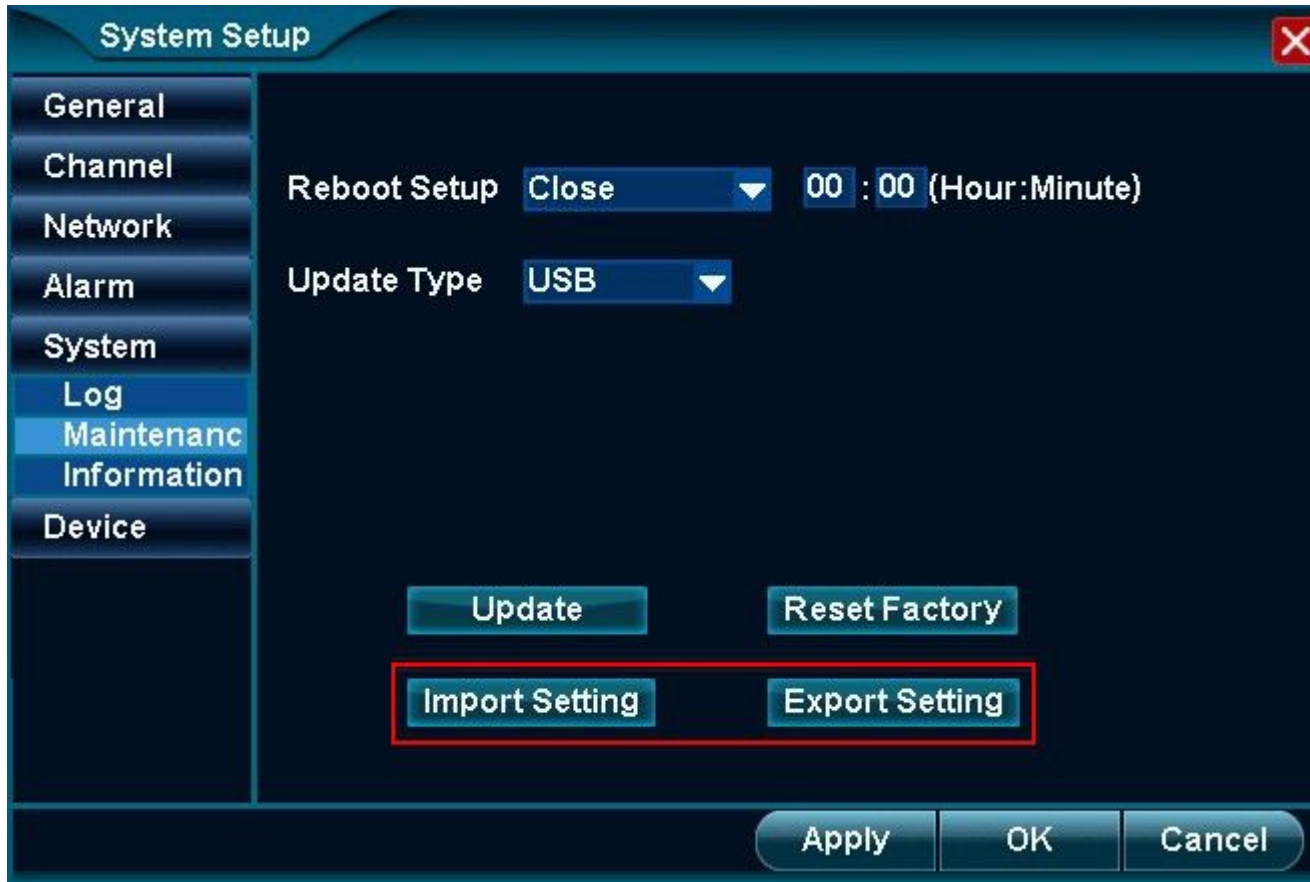 System Setup
General
Channel
Network
Alarm
System
Log
Maintenanc
Information
Device
Reboot Setup Close 00 : 00 (Hour:Minute)
Update Type USB
Update Reset Factory
Import Setting Export Setting
Apply OK Cancel